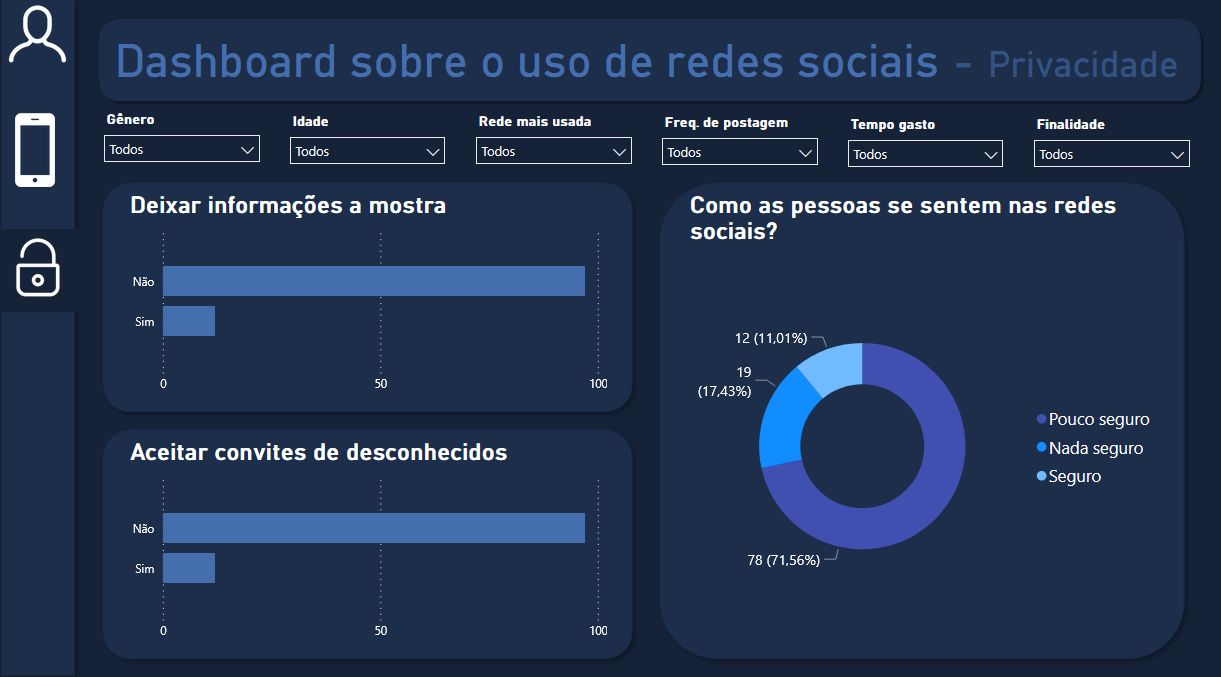 Dashboard sobre o uso de redes sociais - Privacidade
Gênero
Idade
Rede mais usada
Freq. de postagem
Tempo gasto
Finalidade
Todos
Todos
Todos
Todos
Todos
Todos
Deixar informações a mostra
Não
Sim
0
50
100
Aceitar convites de desconhecidos
Não
Sim
0
50
100
Como as pessoas se sentem nas redes
sociais?
12 (11,01%)
19
(17,43%)
78 (71,56%)
Pouco seguro
Nada seguro
Seguro